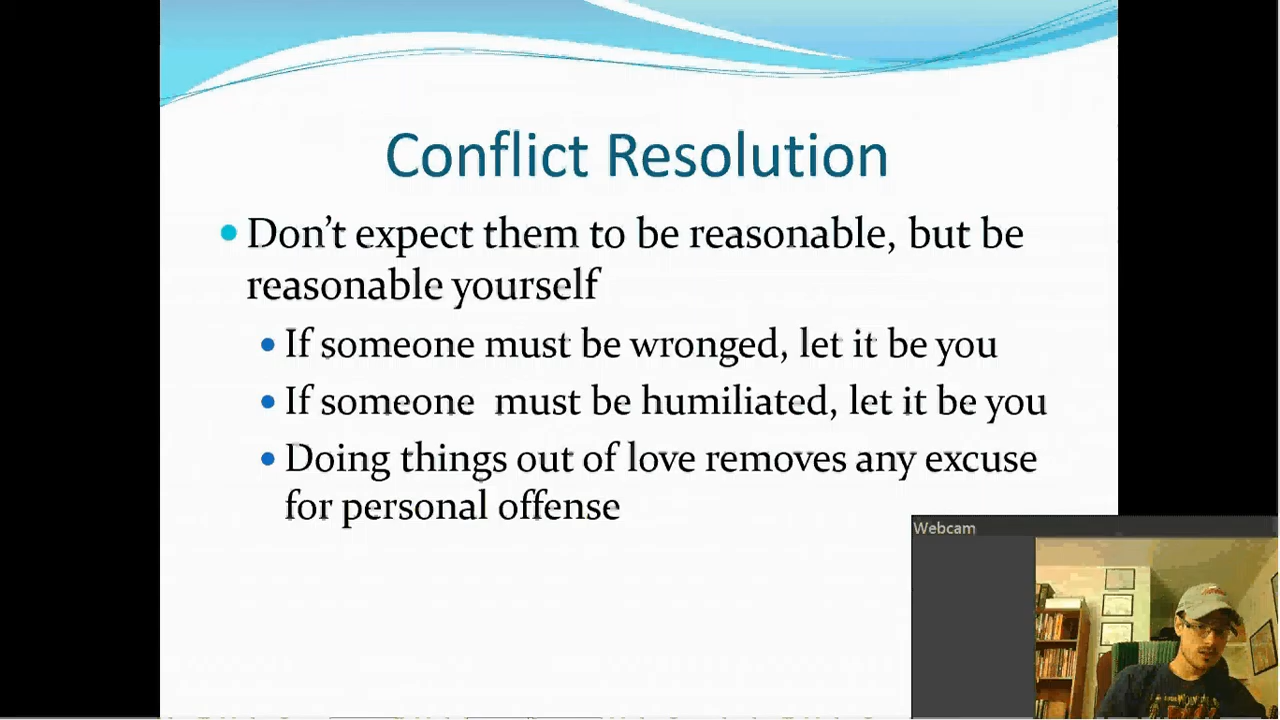 Conflict Resolution
Don't expect them to be reasonable, but be
reasonable yourself
If someone must be wronged, let it be you
If someone must be humiliated, let it be you
Doing things out of love removes any excuse
for personal offense
Webcam